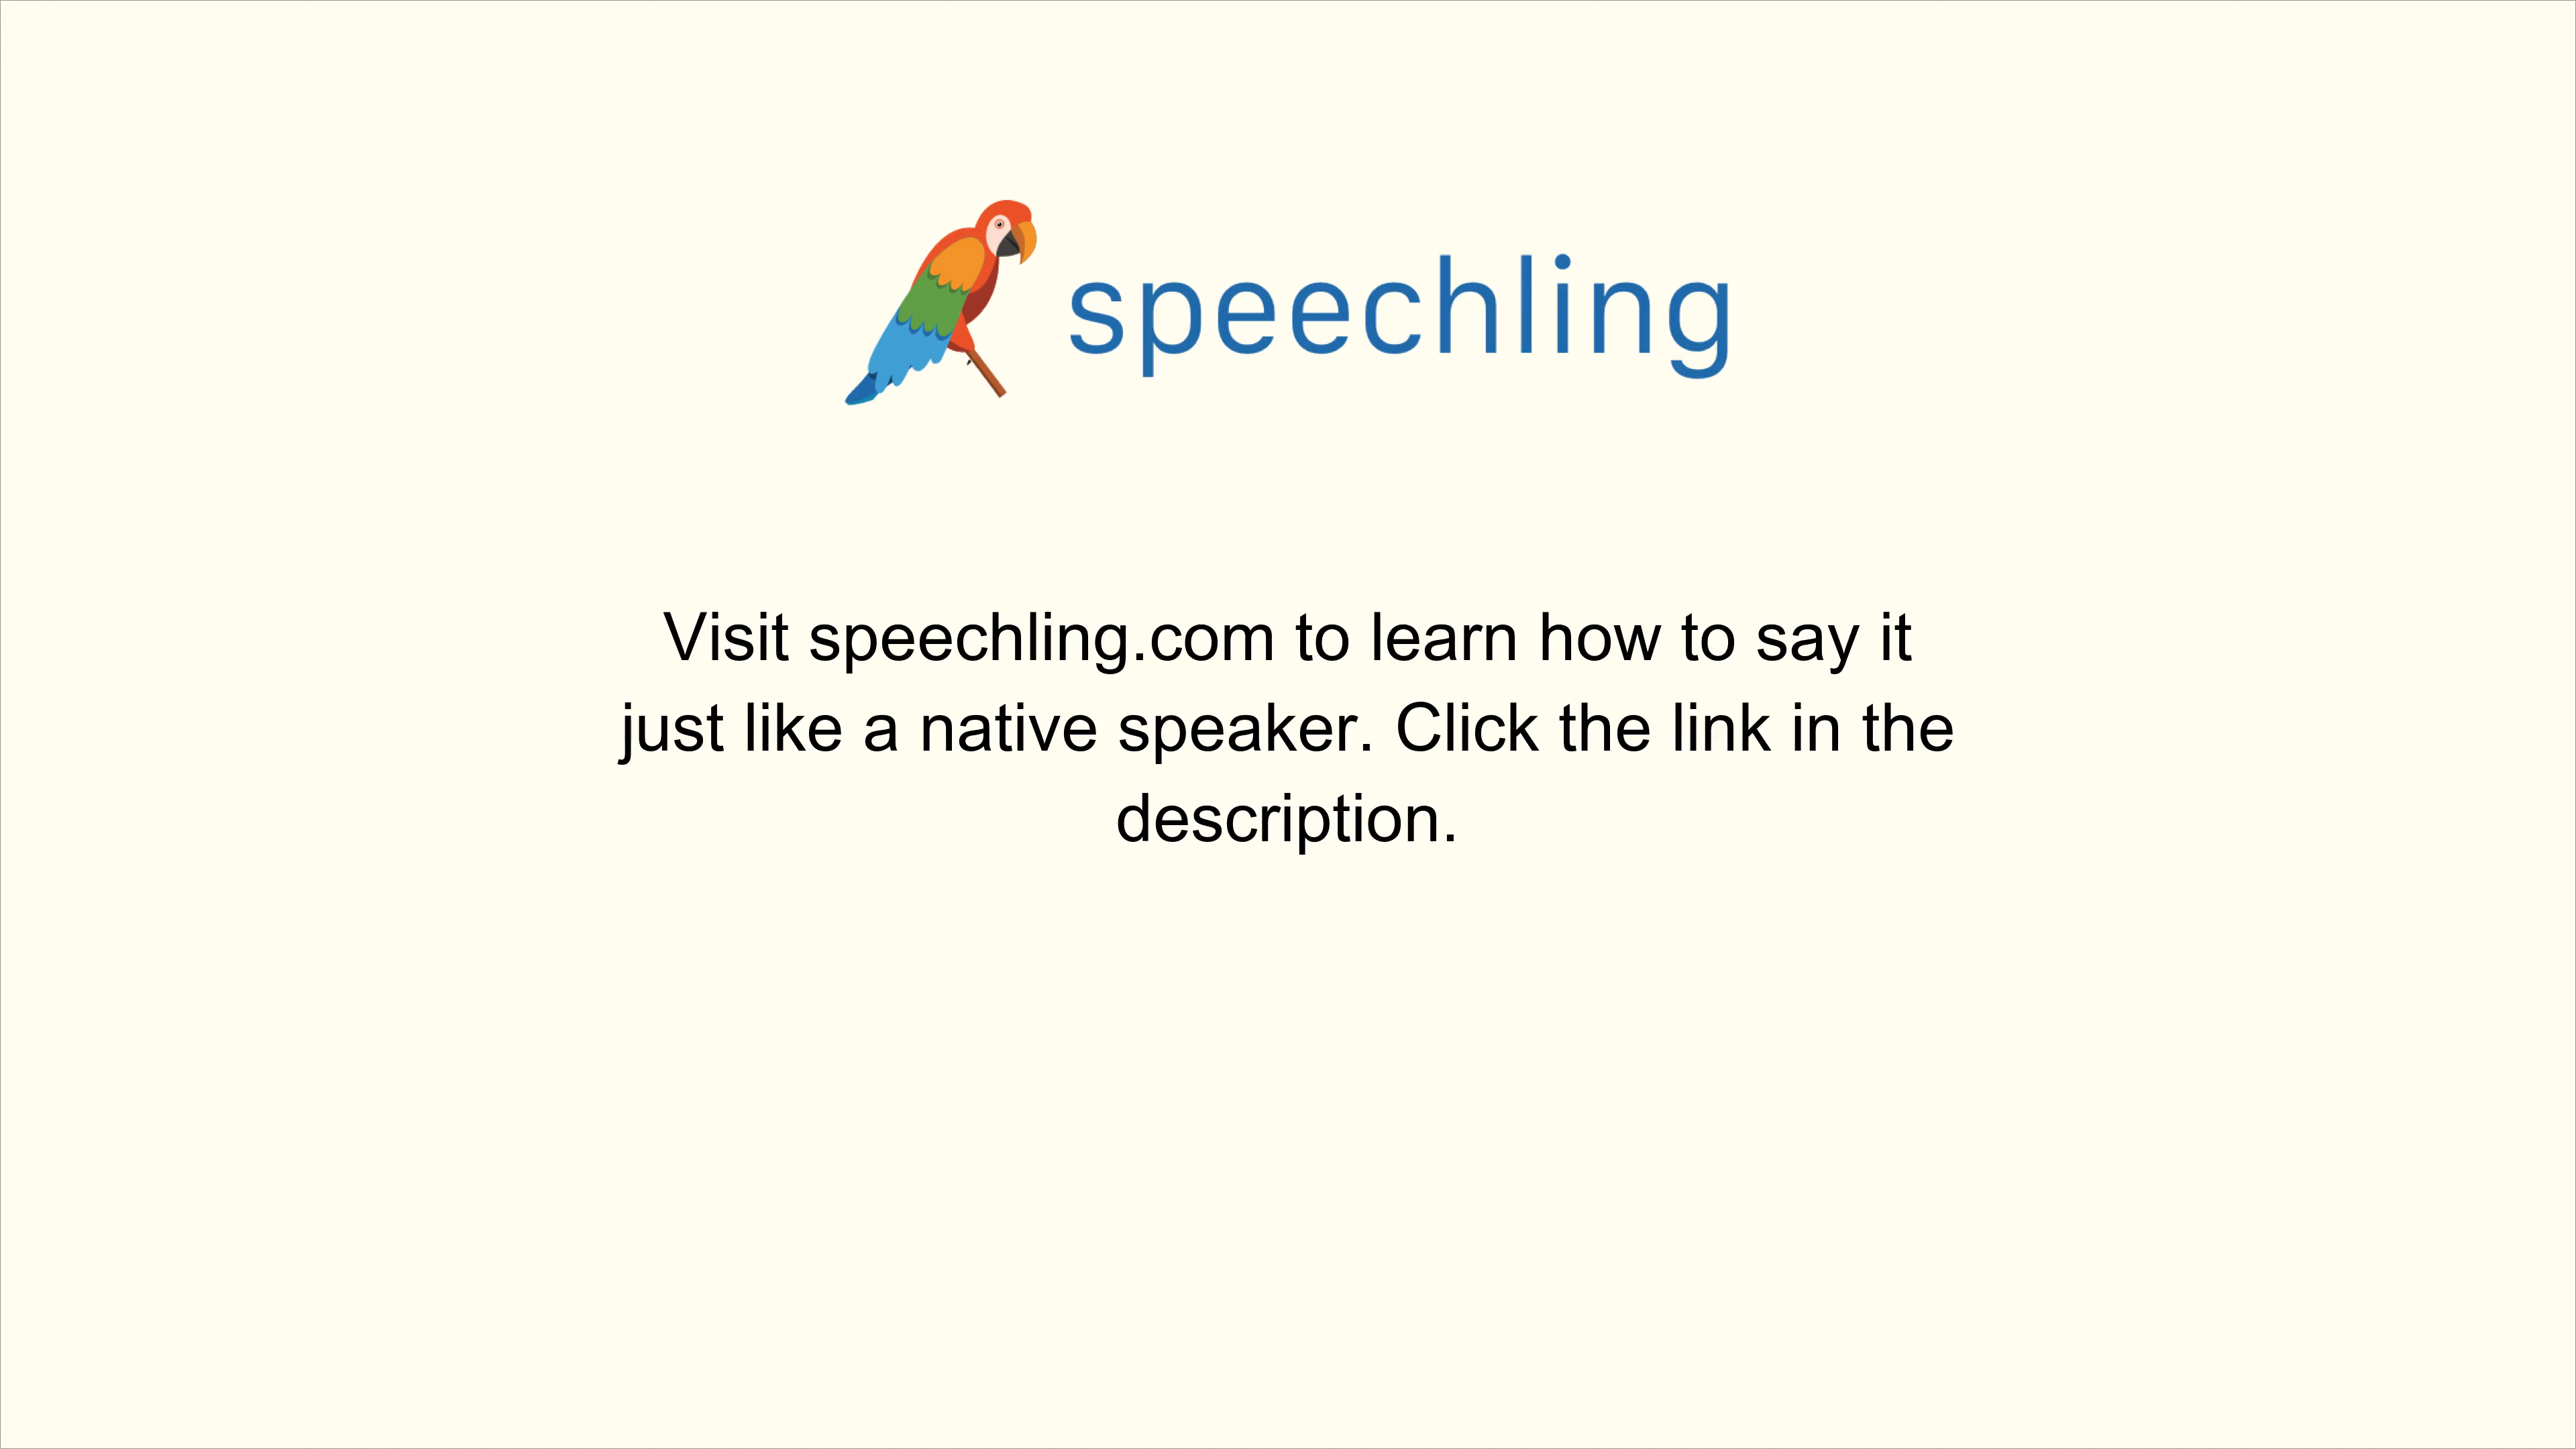 speechling
Visit speechling.com to learn how to say it
just like a native speaker. Click the link in the
description.